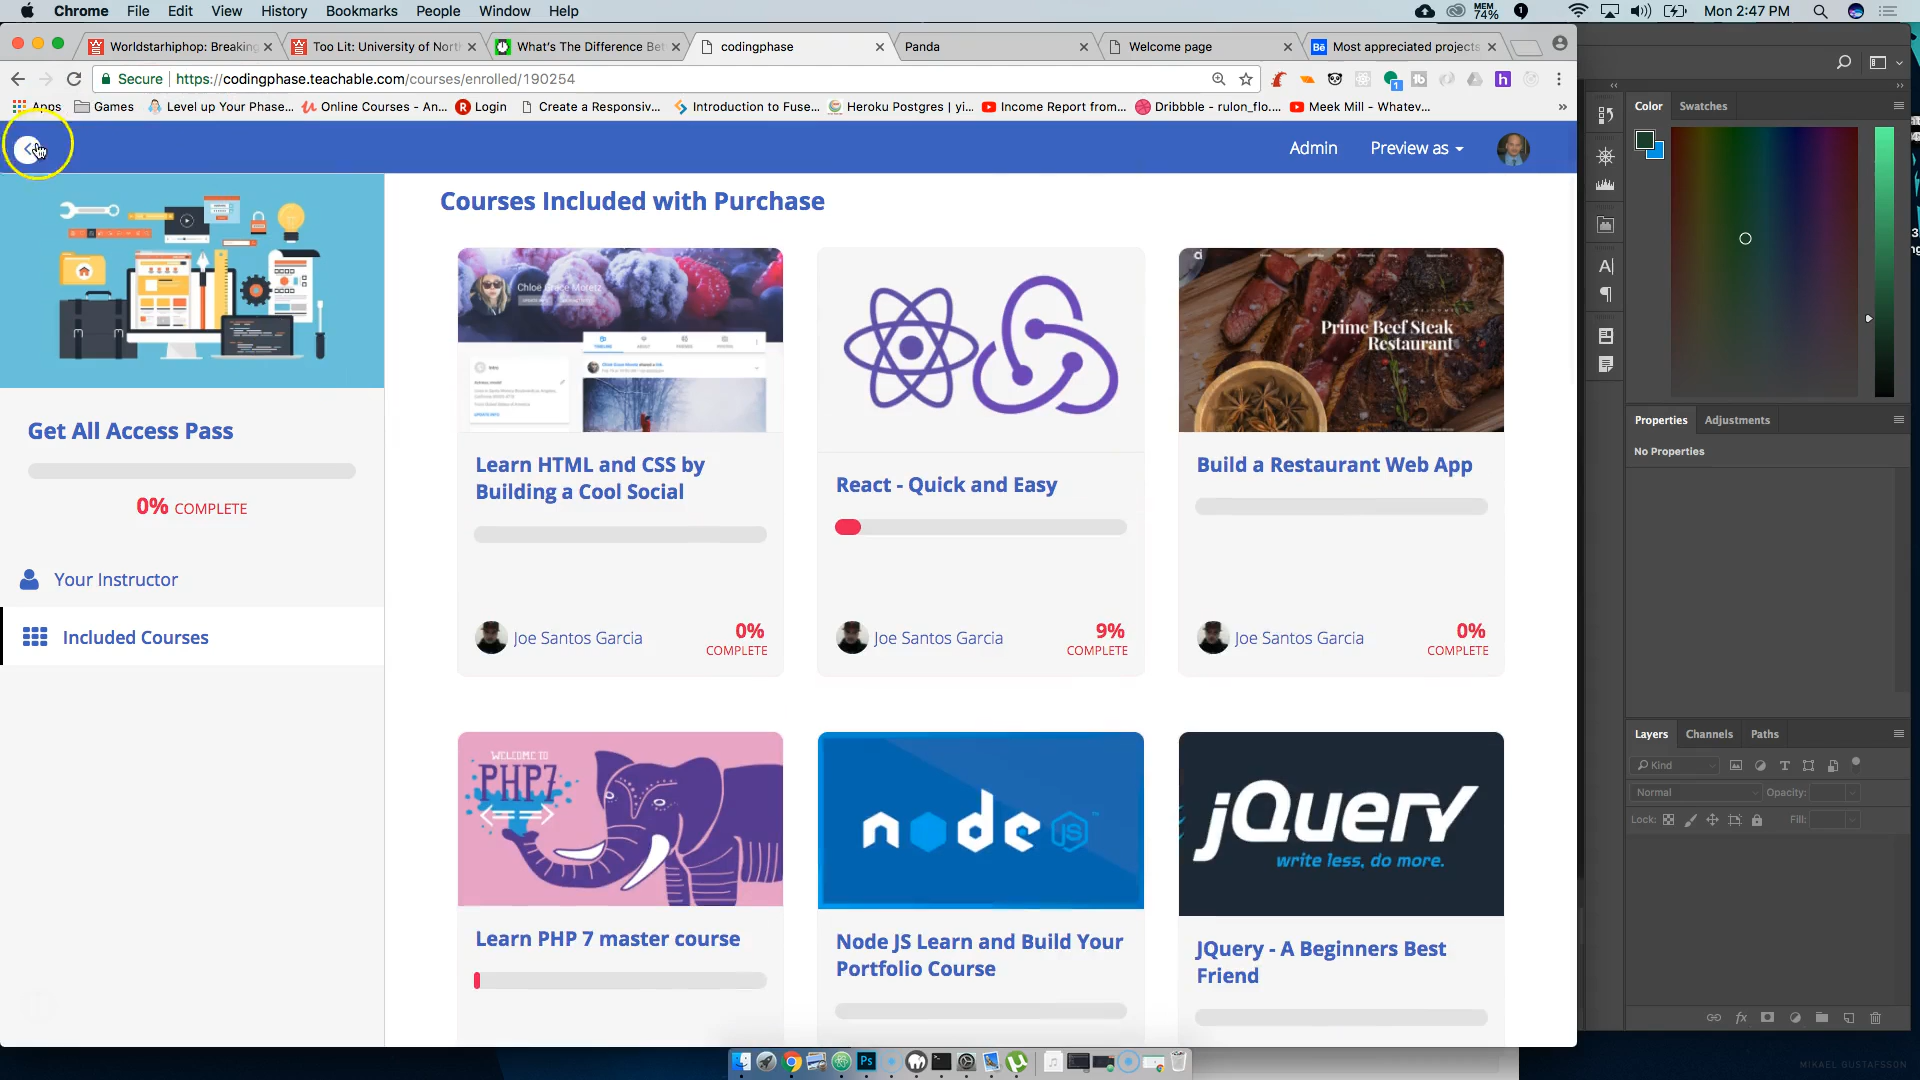 Chrome File Edit View History Bookmarks People Window Help
MEM
74%
1
Mon 2:47 PM
Worldstarhiphop: Breaking
Too Lit: University of North
What's The Difference Be
codingphase
Panda
Welcome page
Bē Most appreciated projects
Secure https://codingphase.teachable.com/courses/enrolled/190254
Apps Games Level up Your Phase... Online Courses - An... Login Create a Responsiv... Introduction to Fuse... Heroku Postgres | yi... Income Report from... Dribbble - rulon_flo.... Meek Mill - Whatev...
Admin Preview as
Courses Included with Purchase
Get All Access Pass
0% COMPLETE
Your Instructor
Included Courses
Prime Beef Steak
Restaurant
Learn HTML and CSS by
Building a Cool Social
Joe Santos Garcia
0%
COMPLETE
React - Quick and Easy
Joe Santos Garcia
9%
COMPLETE
Build a Restaurant Web App
Joe Santos Garcia
0%
COMPLETE
WELCOME TO
PHP7
Learn PHP 7 master course
node
JS
Node JS Learn and Build Your
Portfolio Course
jQuery
write less, do more.
JQuery - A Beginners Best
Friend
Color Swatches
Properties Adjustments
No Properties
Layers Channels Paths
Kind
Normal Opacity:
Lock: Fill:
Ps
MIKAEL GUSTAFSSON